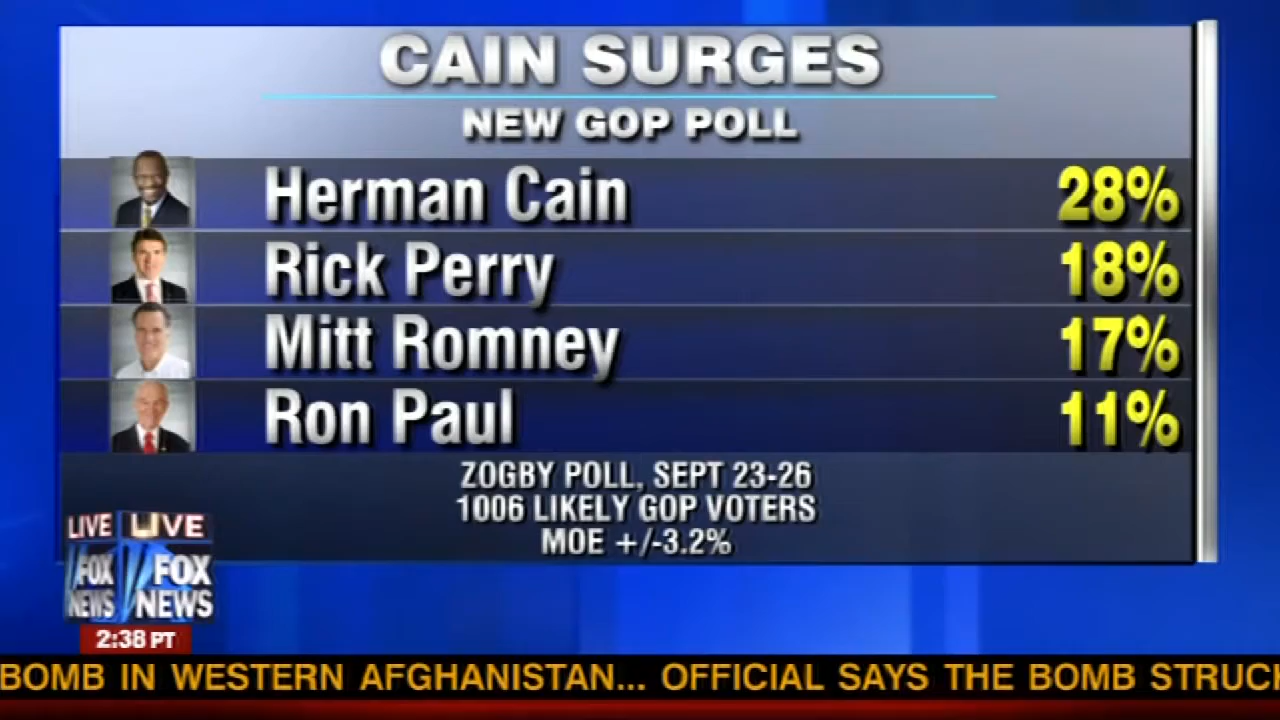 CAIN SURGES
NEW GOP POLL
Herman Cain 28%
Rick Perry 18%
Mitt Romney 17%
Ron Paul 11%
ZOGBY POLL, SEPT 23-26
1006 LIKELY GOP VOTERS
MOE +/-3.2%
LIVE LIVE
FOX FOX
NEWS NEWS
2:38 PT
BOMB IN WESTERN AFGHANISTAN... OFFICIAL SAYS THE BOMB STRUCK